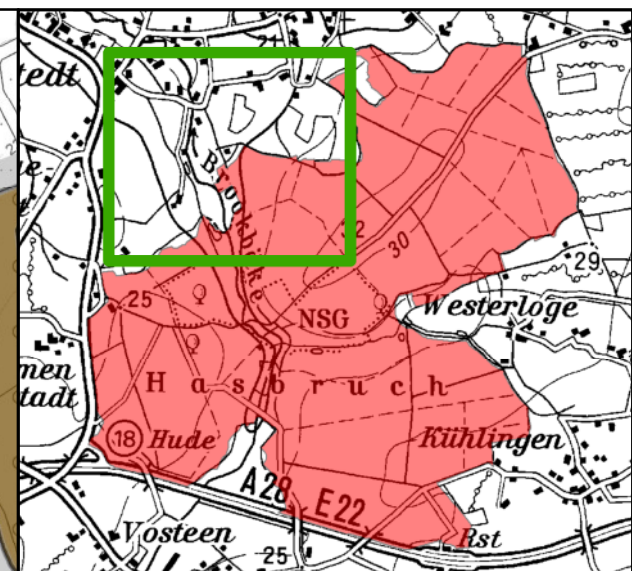 21
tedt
Brookbäke
32
30
29
25
NSG
Westerloge
men
tadt
Hasbruch
18
Hude
Kühlingen
A28
E22
Vosteen
25
Rst